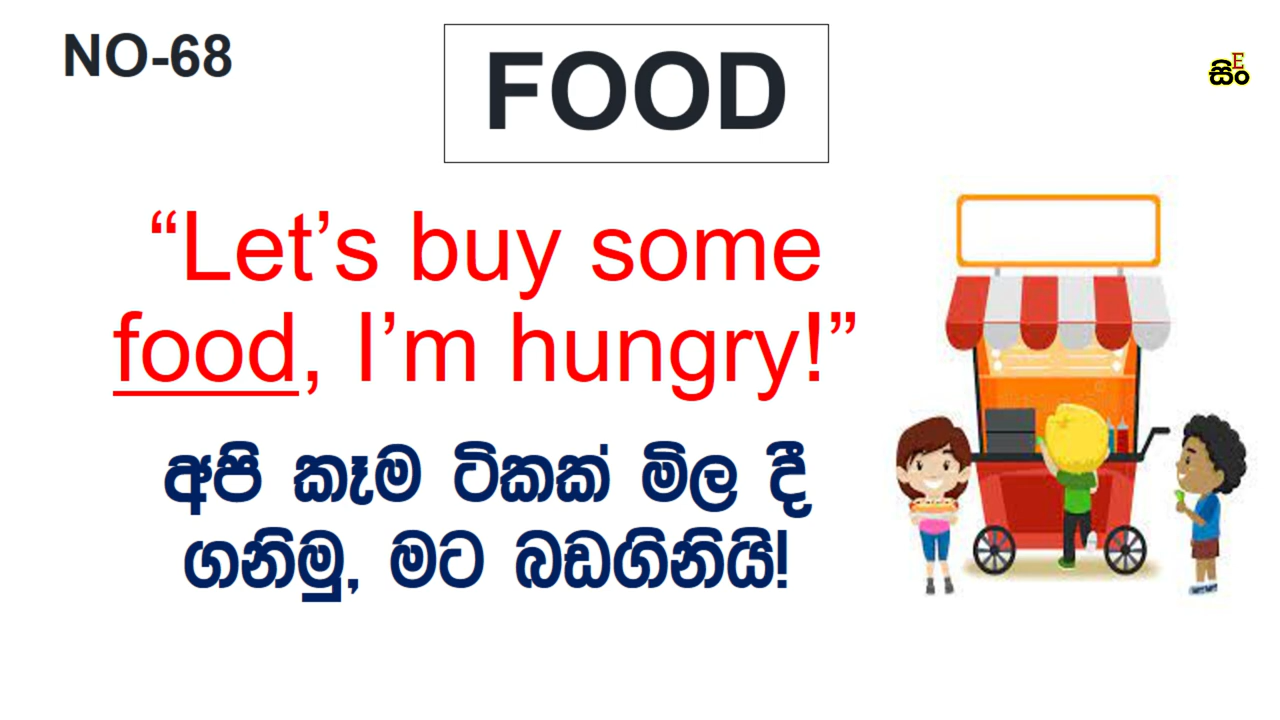 NO-68
FOOD
සිං
E
“Let’s buy some
food, I’m hungry!”
අපි කෑම ටිකක් මිල දී
ගනිමු, මට බඩගිනියි!